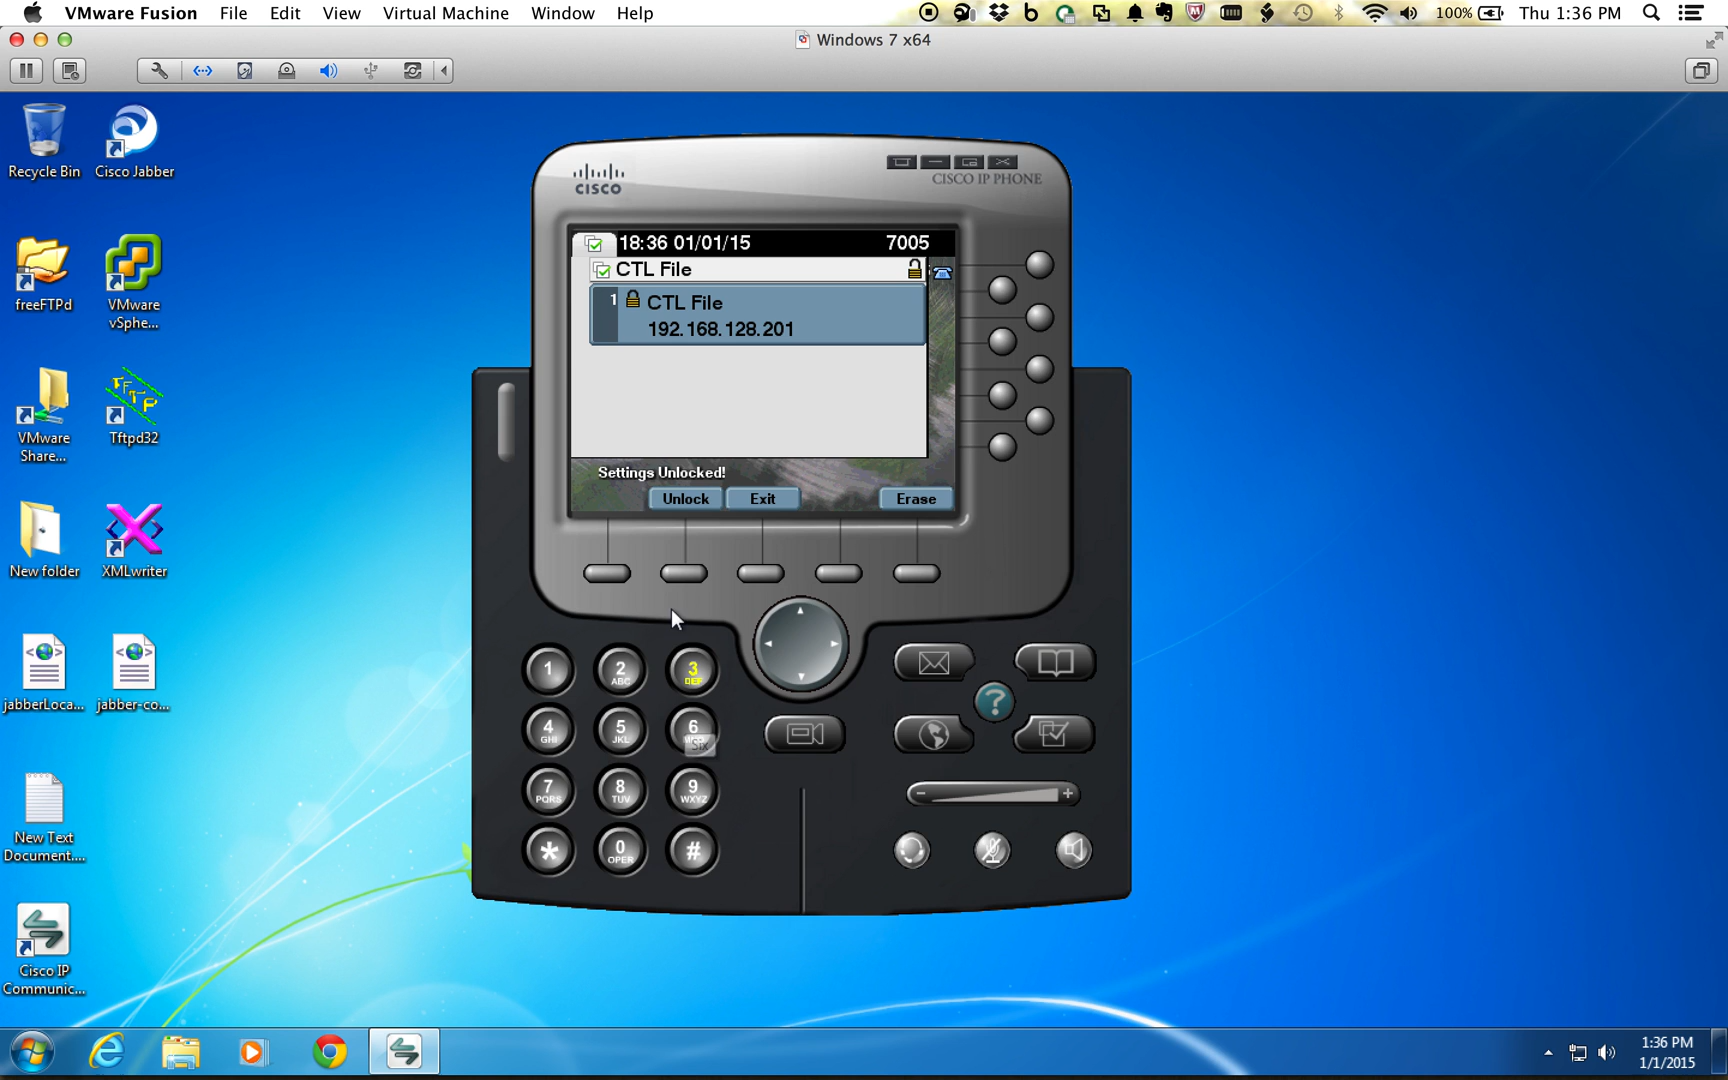 VMware Fusion File Edit View Virtual Machine Window Help
100% Thu 1:36 PM
Windows 7 x64
Recycle Bin
Cisco Jabber
freeFTPd
VMware
vSphe...
VMware
Share...
Tftpd32
New folder
XMLwriter
jabberLoca...
jabber-co...
New Text
Document....
Cisco IP
Communic...
CISCO
CISCO IP PHONE
18:36 01/01/15 7005
CTL File
1 CTL File
192.168.128.201
Settings Unlocked!
Unlock Exit Erase
1 2 ABC 3 DEF
4 GHI 5 JKL 6
Six
7 PQRS 8 TUV 9 WXYZ
* 0 OPER #
?
- +
1:36 PM
1/1/2015